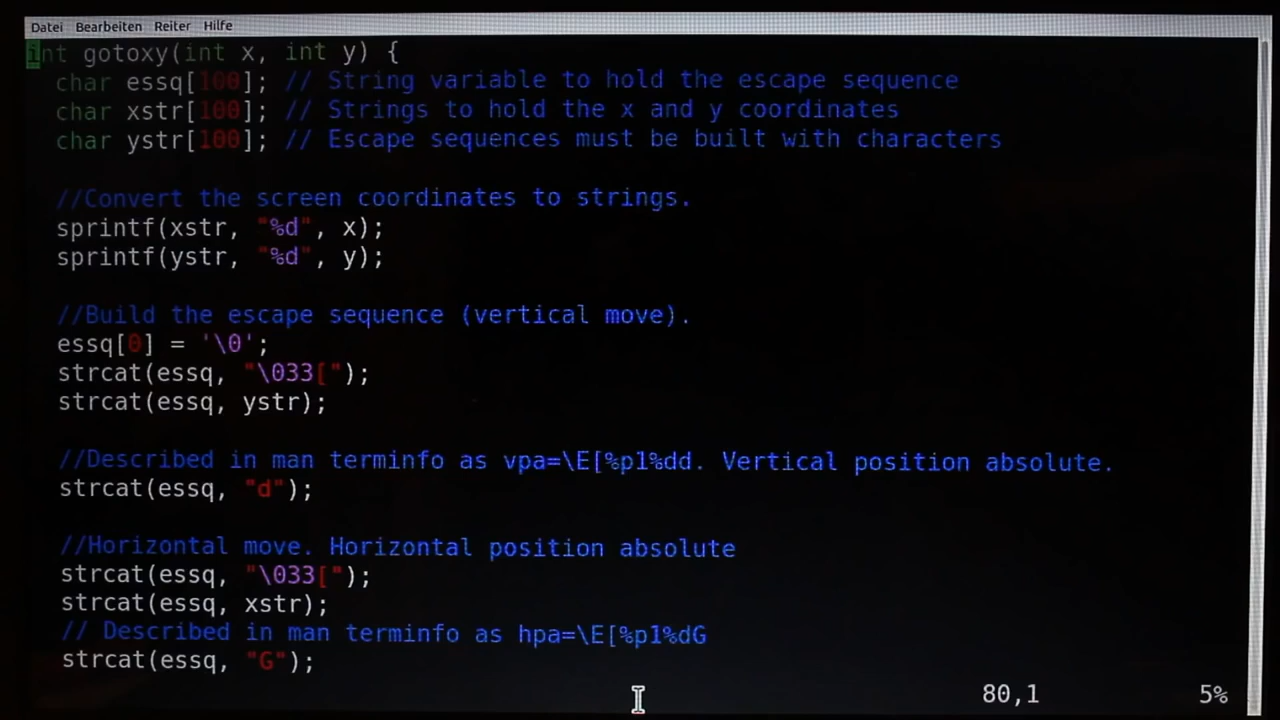 Datei Bearbeiten Reiter Hilfe
int gotoxy(int x, int y) {
char essq[100]; // String variable to hold the escape sequence
char xstr[100]; // Strings to hold the x and y coordinates
char ystr[100]; // Escape sequences must be built with characters
//Convert the screen coordinates to strings.
sprintf(xstr, "%d", x);
sprintf(ystr, "%d", y);
//Build the escape sequence (vertical move).
essq[0] = '\0';
strcat(essq, "\033[");
strcat(essq, ystr);
//Described in man terminfo as vpa=\E[%p1%dd. Vertical position absolute.
strcat(essq, "d");
//Horizontal move. Horizontal position absolute
strcat(essq, "\033[");
strcat(essq, xstr);
// Described in man terminfo as hpa=\E[%p1%dG
strcat(essq, "G");
80,1 5%